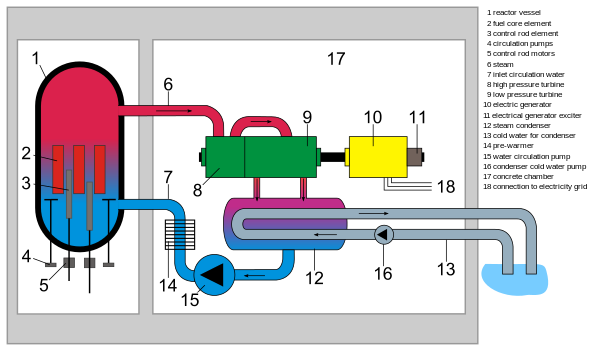 1 reactor vessel
2 fuel core element
3 control rod element
4 circulation pumps
5 control rod motors
6 steam
7 inlet circulation water
8 high pressure turbine
9 low pressure turbine
10 electric generator
11 electrical generator exciter
12 steam condenser
13 cold water for condenser
14 pre-warmer
15 water circulation pump
16 condenser cold water pump
17 concrete chamber
18 connection to electricity grid
1
17
6
9
10
11
2
3
7
8
18
4
5
14
15
12
16
13